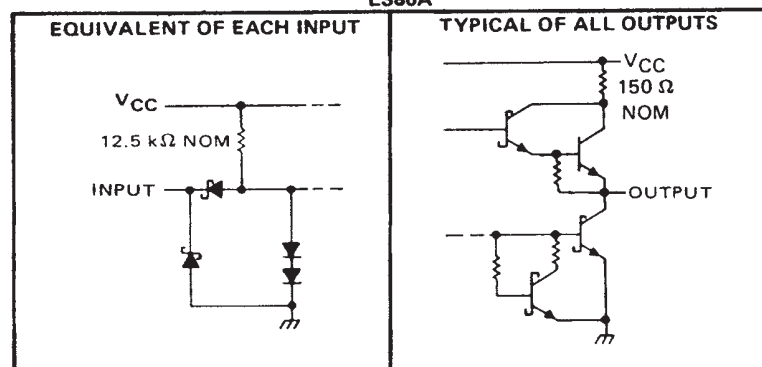 EQUIVALENT OF EACH INPUT
VCC
12.5 kΩ NOM
INPUT
TYPICAL OF ALL OUTPUTS
VCC
150 Ω
NOM
OUTPUT